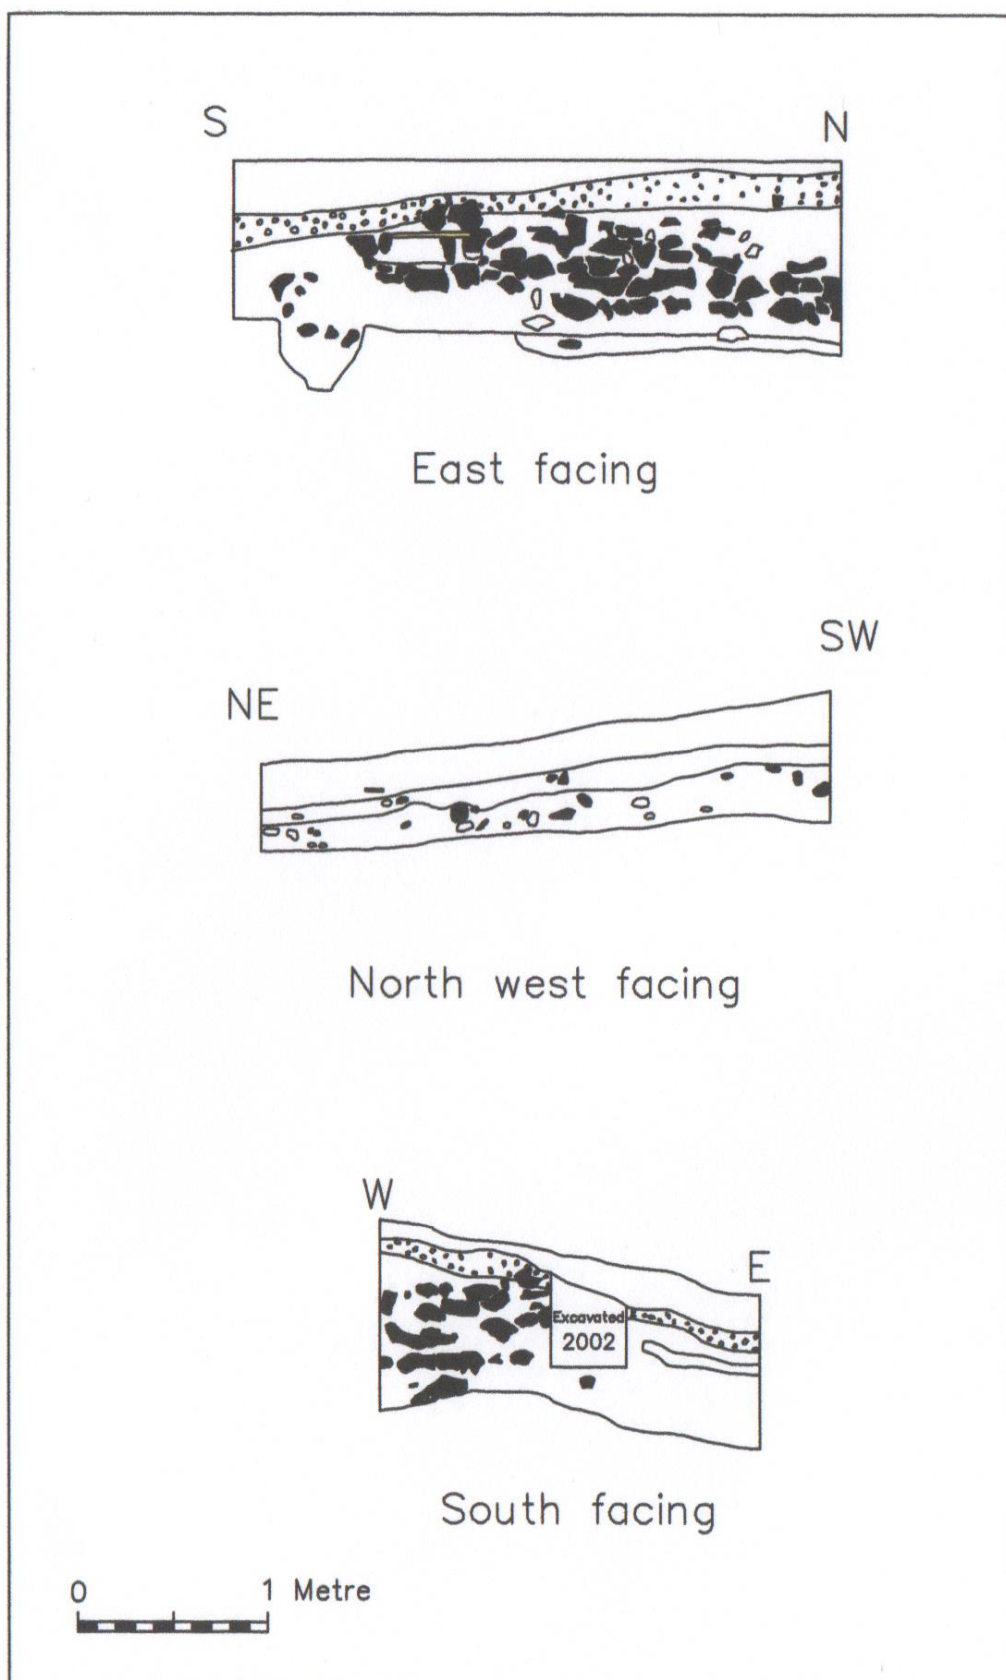 S N
East facing
NE SW
North west facing
W E
Excavated
2002
South facing
0 1 Metre